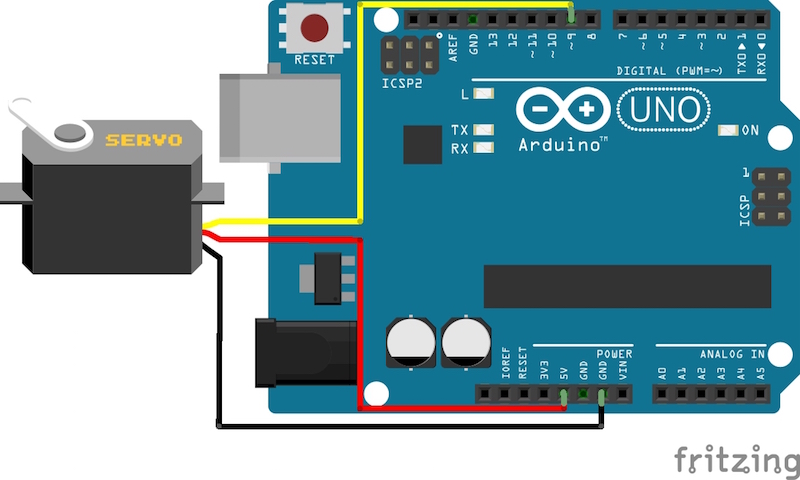 RESET
ICSP2
AREF
GND
13
12
~11
~10
~9
8
7
~6
~5
4
~3
2
TX0▶1
RX0◀0
DIGITAL (PWM=~)
L
TX
RX
UNO
Arduino™
ON
1
ICSP
SERVO
POWER
IOREF
RESET
3V3
5V
GND
GND
VIN
ANALOG IN
A0
A1
A2
A3
A4
A5
fritzing